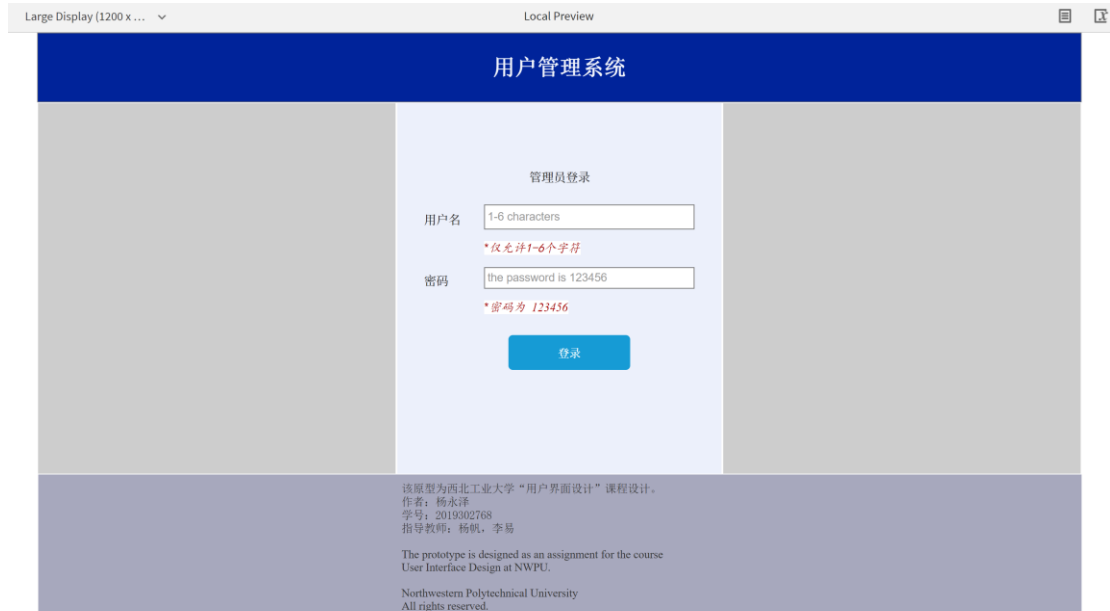 Large Display (1200 x ...
Local Preview
用户管理系统
管理员登录
用户名
1-6 characters
*仅允许1-6个字符
密码
the password is 123456
*密码为 123456
登录
该原型为西北工业大学“用户界面设计”课程设计。
作者：杨永泽
学号：2019302768
指导教师：杨帆，李易
The prototype is designed as an assignment for the course
User Interface Design at NWPU.
Northwestern Polytechnical University
All rights reserved.